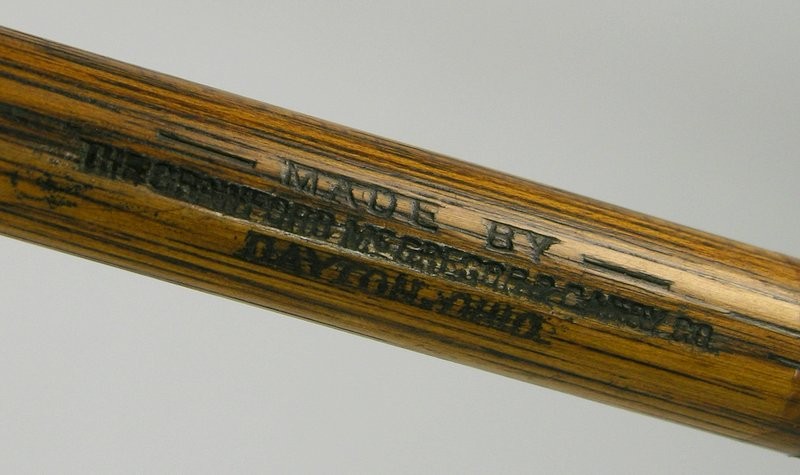 — MADE BY —
THE CRAWFORD, MCGREGOR & CANBY CO.
DAYTON, OHIO.